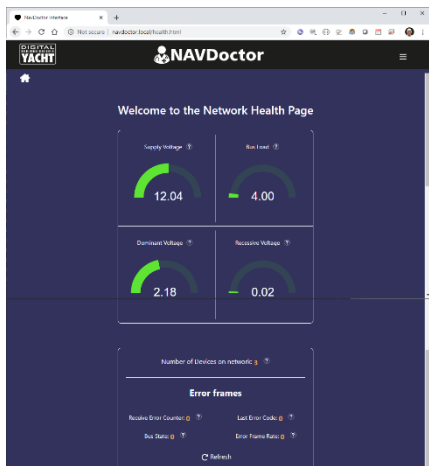 NavDoctor Interface
Not secure | navdoctor.local/health.html
DIGITAL
YACHT
NAVDoctor
Welcome to the Network Health Page
Supply Voltage ? Bus Load ?
12.04 4.00
Dominant Voltage ? Recessive Voltage ?
2.18 0.02
Number of Devices on network: 3 ?
Error frames
Receive Error Counter: 0 ? Last Error Code: 0 ?
Bus State: 0 ? Error Frame Rate: 0 ?
Refresh